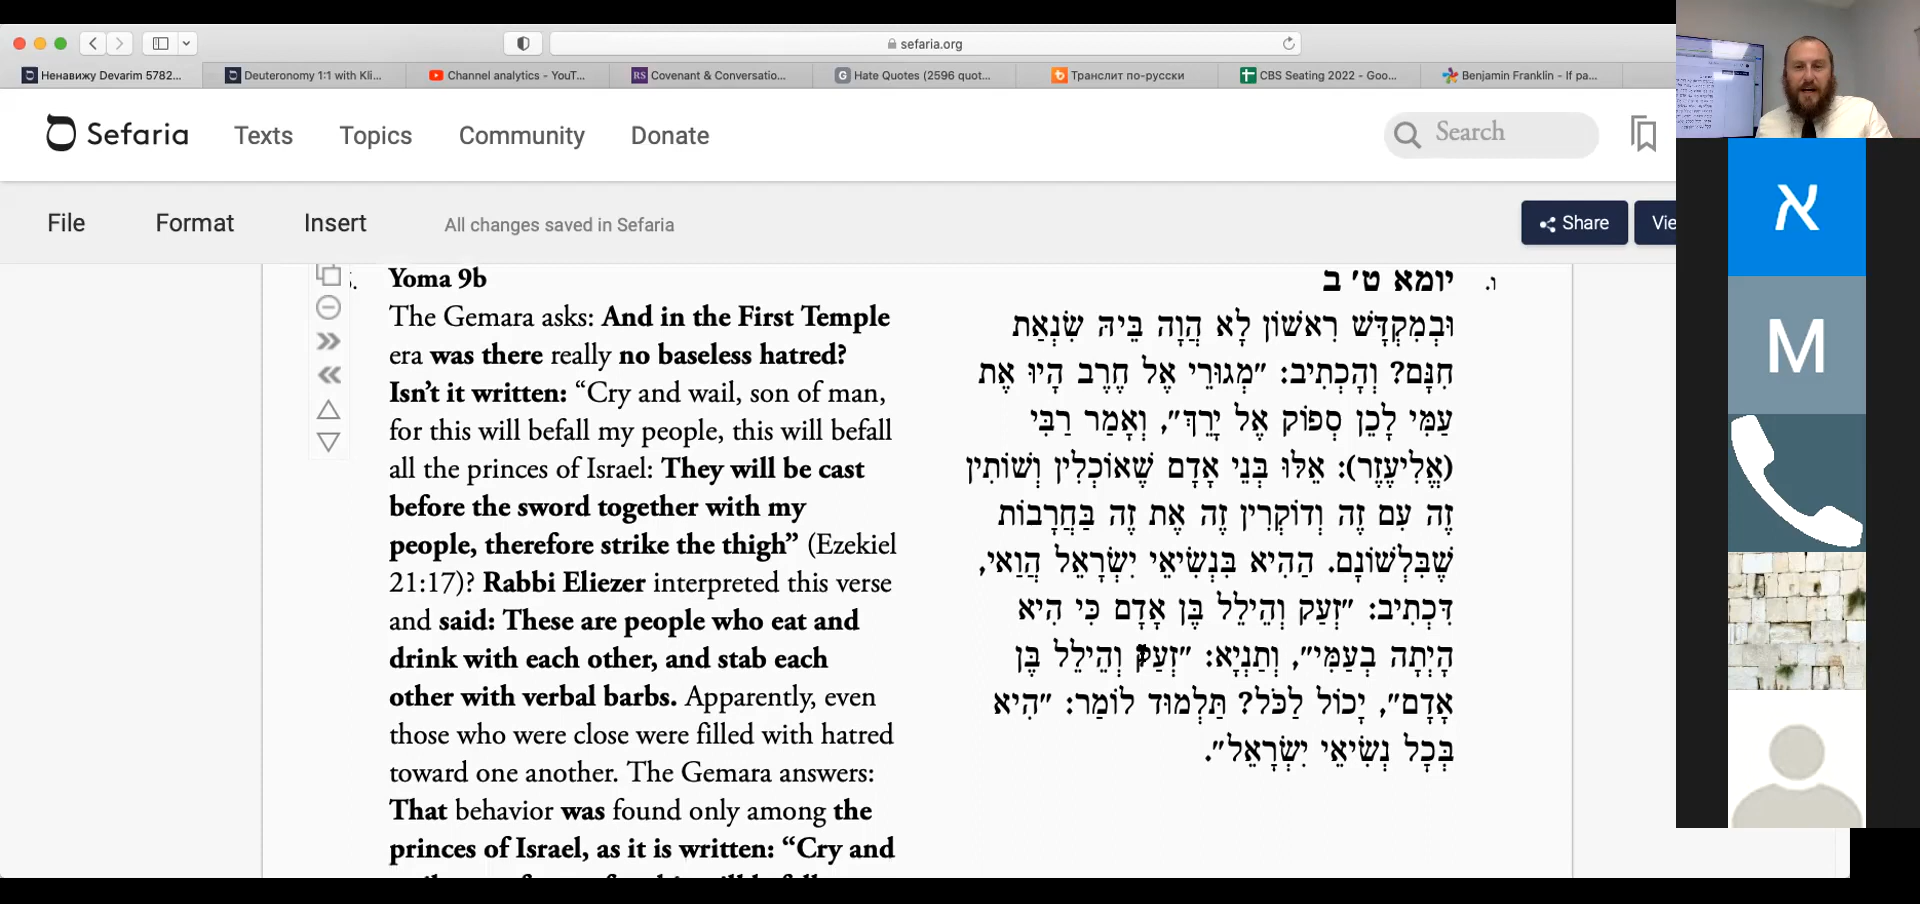 sefaria.org
Ненавижу Devarim 5782...
Deuteronomy 1:1 with Kli...
Channel analytics - YouT...
RS Covenant & Conversatio...
G Hate Quotes (2596 quot...
Транслит по-русски
CBS Seating 2022 - Goo...
Benjamin Franklin - If pa...
Sefaria
Texts
Topics
Community
Donate
Search
File
Format
Insert
All changes saved in Sefaria
Share
Vie
Yoma 9b
The Gemara asks: And in the First Temple
era was there really no baseless hatred?
Isn’t it written: “Cry and wail, son of man,
for this will befall my people, this will befall
all the princes of Israel: They will be cast
before the sword together with my
people, therefore strike the thigh” (Ezekiel
21:17)? Rabbi Eliezer interpreted this verse
and said: These are people who eat and
drink with each other, and stab each
other with verbal barbs. Apparently, even
those who were close were filled with hatred
toward one another. The Gemara answers:
That behavior was found only among the
princes of Israel, as it is written: “Cry and
ו.
יומא ט׳ ב
וּבְמִקְדָּשׁ רִאשׁוֹן לָא הֲוָה בֵּיהּ שִׂנְאַת
חִנָּם? וְהָכְתִיב: ״מְגוּרֵי אֶל חֶרֶב הָיוּ אֶת
עַמִּי לָכֵן סְפוֹק אֶל יָרֵךְ״, וְאָמַר רַבִּי
(אֱלִיעֶזֶר): אֵלּוּ בְּנֵי אָדָם שֶׁאוֹכְלִין וְשׁוֹתִין
זֶה עִם זֶה וְדוֹקְרִין זֶה אֶת זֶה בַּחֲרָבוֹת
שֶׁבִּלְשׁוֹנָם. הַהִיא בִּנְשִׂיאֵי יִשְׂרָאֵל הֲוַאי,
דִּכְתִיב: ״זְעַק וְהֵילֵל בֶּן אָדָם כִּי הִיא
הָיְתָה בְעַמִּי״, וְתַנְיָא: ״זְעַק וְהֵילֵל בֶּן
אָדָם״, יָכוֹל לַכֹּל? תַּלְמוּד לוֹמַר: ״הִיא
בְּכׇל נְשִׂיאֵי יִשְׂרָאֵל״.
א
M